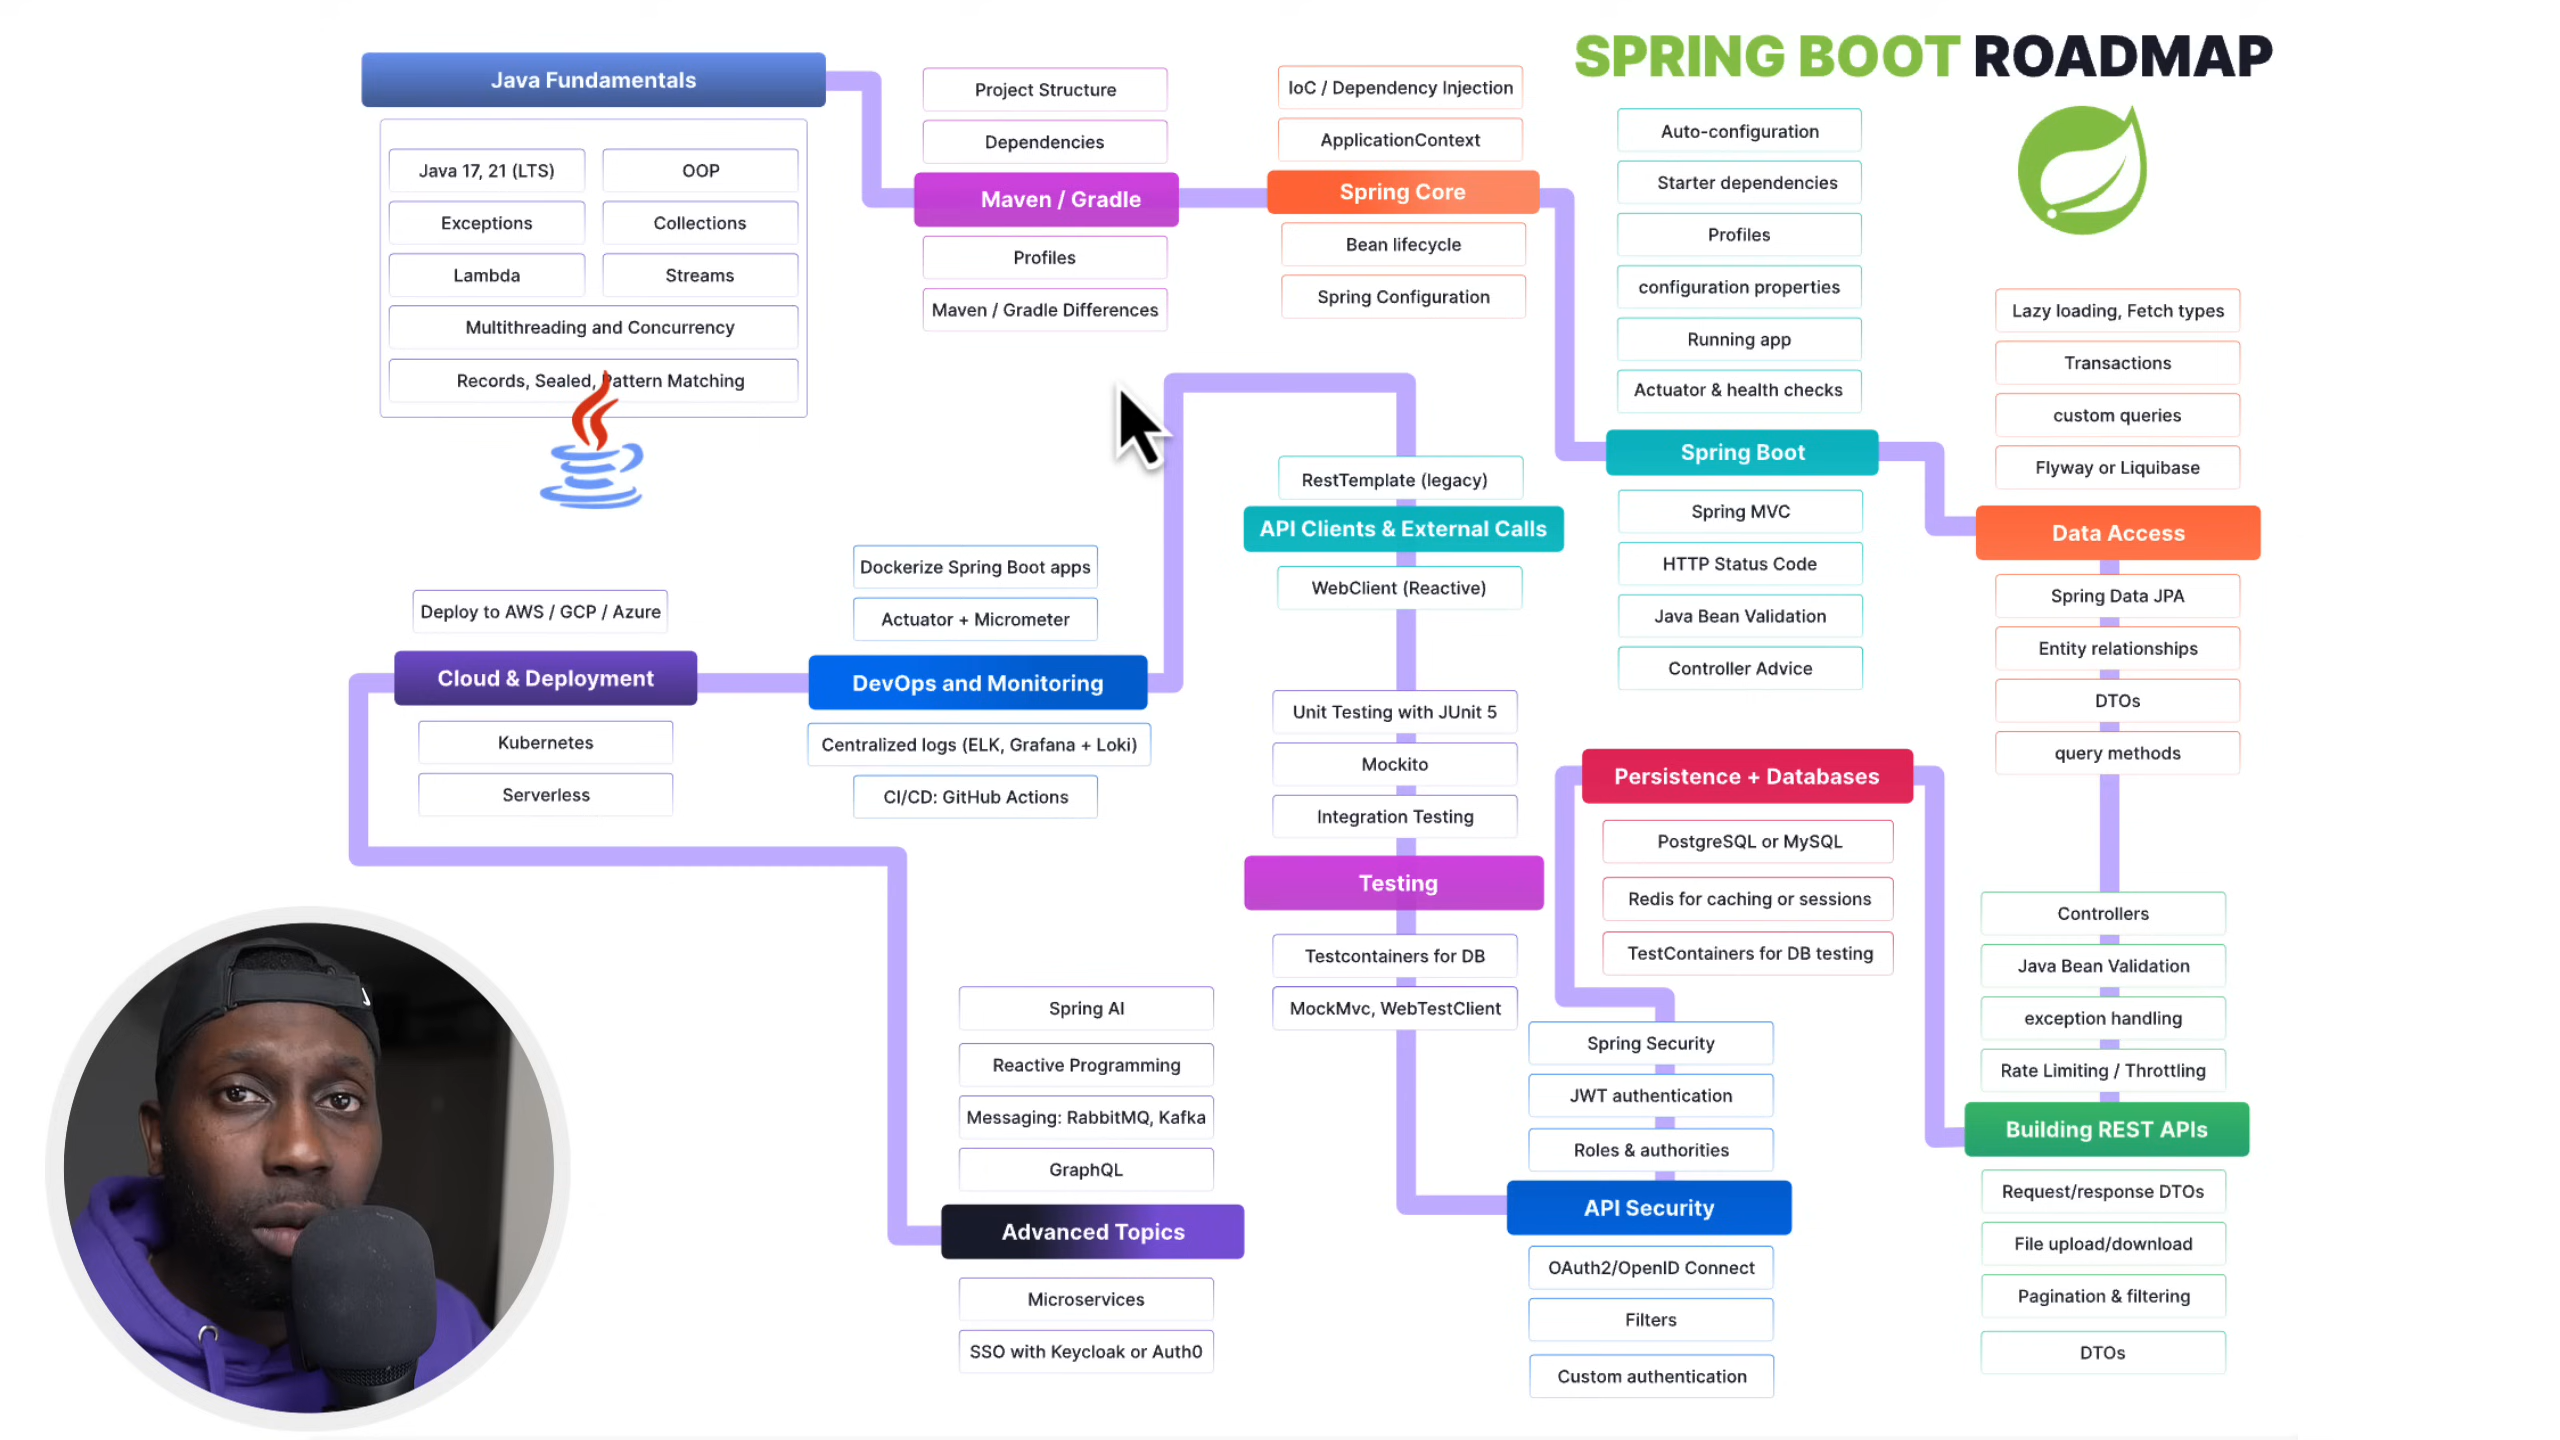 SPRING BOOT ROADMAP
Java Fundamentals
Java 17, 21 (LTS)
OOP
Exceptions
Collections
Lambda
Streams
Multithreading and Concurrency
Records, Sealed, Pattern Matching
Project Structure
Dependencies
Maven / Gradle
Profiles
Maven / Gradle Differences
IoC / Dependency Injection
ApplicationContext
Spring Core
Bean lifecycle
Spring Configuration
Auto-configuration
Starter dependencies
Profiles
configuration properties
Running app
Actuator & health checks
Spring Boot
Spring MVC
HTTP Status Code
Java Bean Validation
Controller Advice
Lazy loading, Fetch types
Transactions
custom queries
Flyway or Liquibase
Data Access
Spring Data JPA
Entity relationships
DTOs
query methods
Controllers
Java Bean Validation
exception handling
Rate Limiting / Throttling
Building REST APIs
Request/response DTOs
File upload/download
Pagination & filtering
DTOs
Persistence + Databases
PostgreSQL or MySQL
Redis for caching or sessions
TestContainers for DB testing
Spring Security
JWT authentication
Roles & authorities
API Security
OAuth2/OpenID Connect
Filters
Custom authentication
Unit Testing with JUnit 5
Mockito
Integration Testing
Testing
Testcontainers for DB
MockMvc, WebTestClient
RestTemplate (legacy)
API Clients & External Calls
WebClient (Reactive)
Dockerize Spring Boot apps
Actuator + Micrometer
DevOps and Monitoring
Centralized logs (ELK, Grafana + Loki)
CI/CD: GitHub Actions
Deploy to AWS / GCP / Azure
Cloud & Deployment
Kubernetes
Serverless
Spring AI
Reactive Programming
Messaging: RabbitMQ, Kafka
GraphQL
Advanced Topics
Microservices
SSO with Keycloak or Auth0